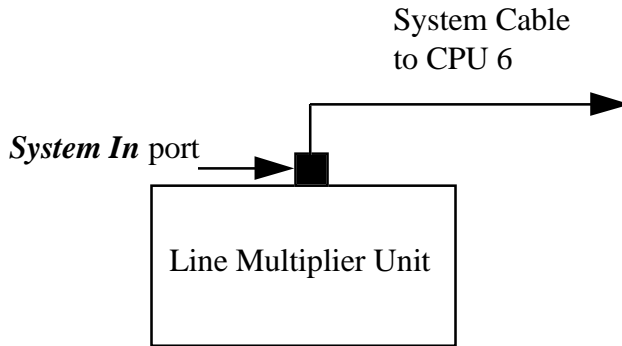 System Cable
to CPU 6
System In port
Line Multiplier Unit